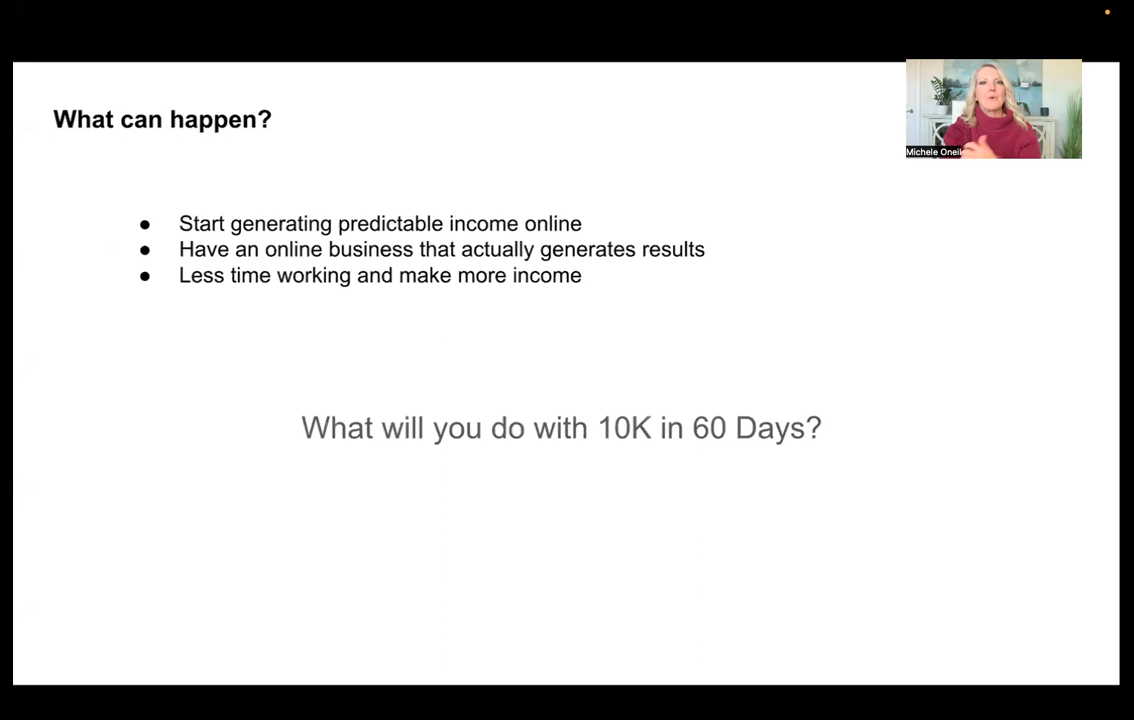 What can happen?
Michele Oneil
● Start generating predictable income online
● Have an online business that actually generates results
● Less time working and make more income
What will you do with 10K in 60 Days?